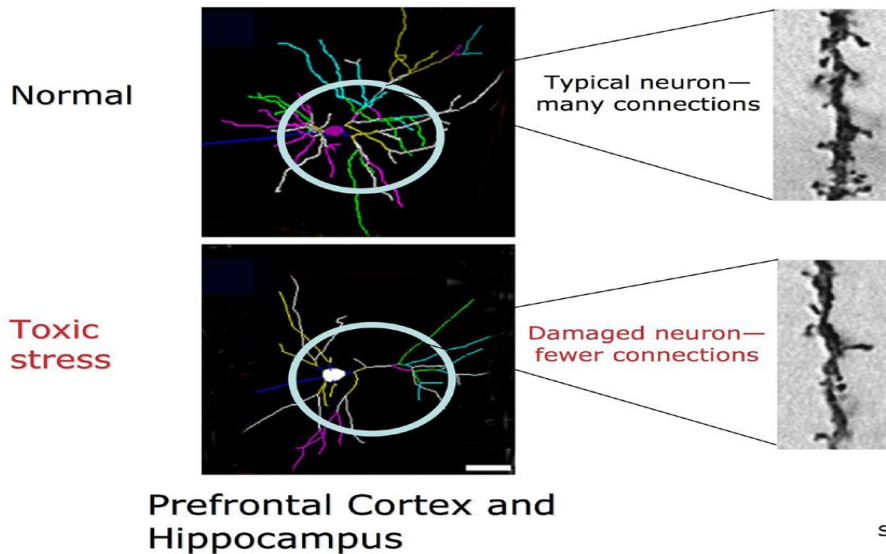 Normal
Typical neuron—
many connections
Toxic
stress
Damaged neuron—
fewer connections
Prefrontal Cortex and
Hippocampus
s